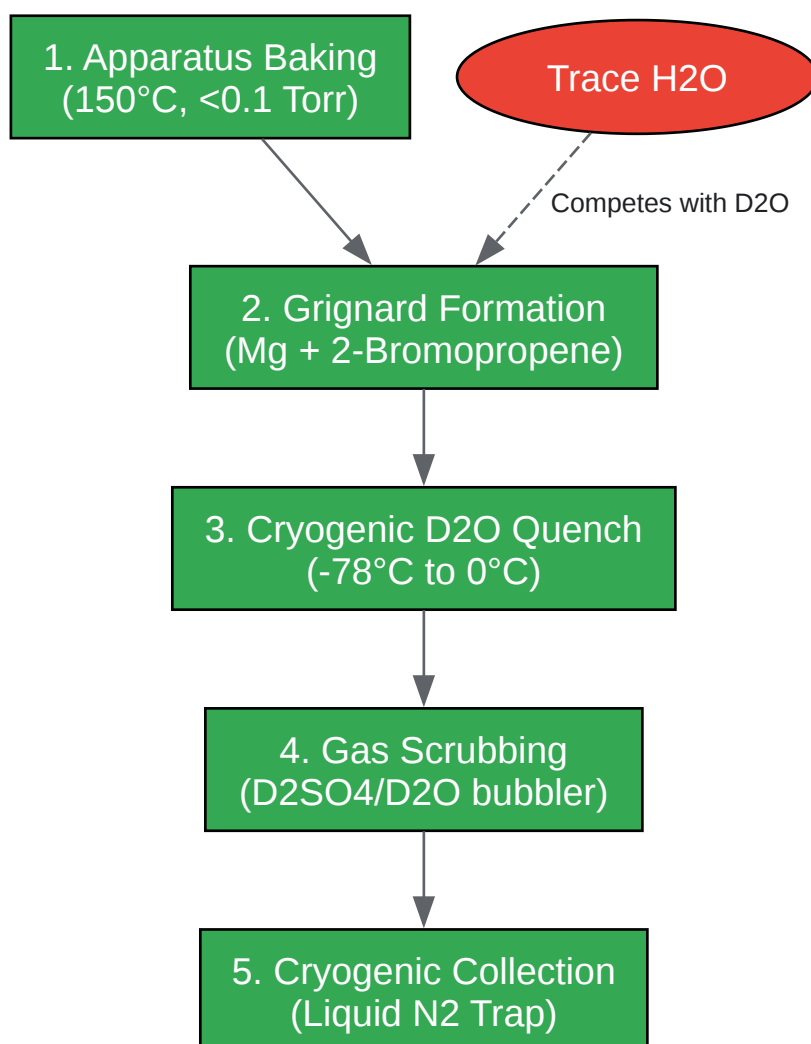 1. Apparatus Baking
(150°C, <0.1 Torr)
Trace H2O
Competes with D2O
2. Grignard Formation
(Mg + 2-Bromopropene)
3. Cryogenic D2O Quench
(-78°C to 0°C)
4. Gas Scrubbing
(D2SO4/D2O bubbler)
5. Cryogenic Collection
(Liquid N2 Trap)